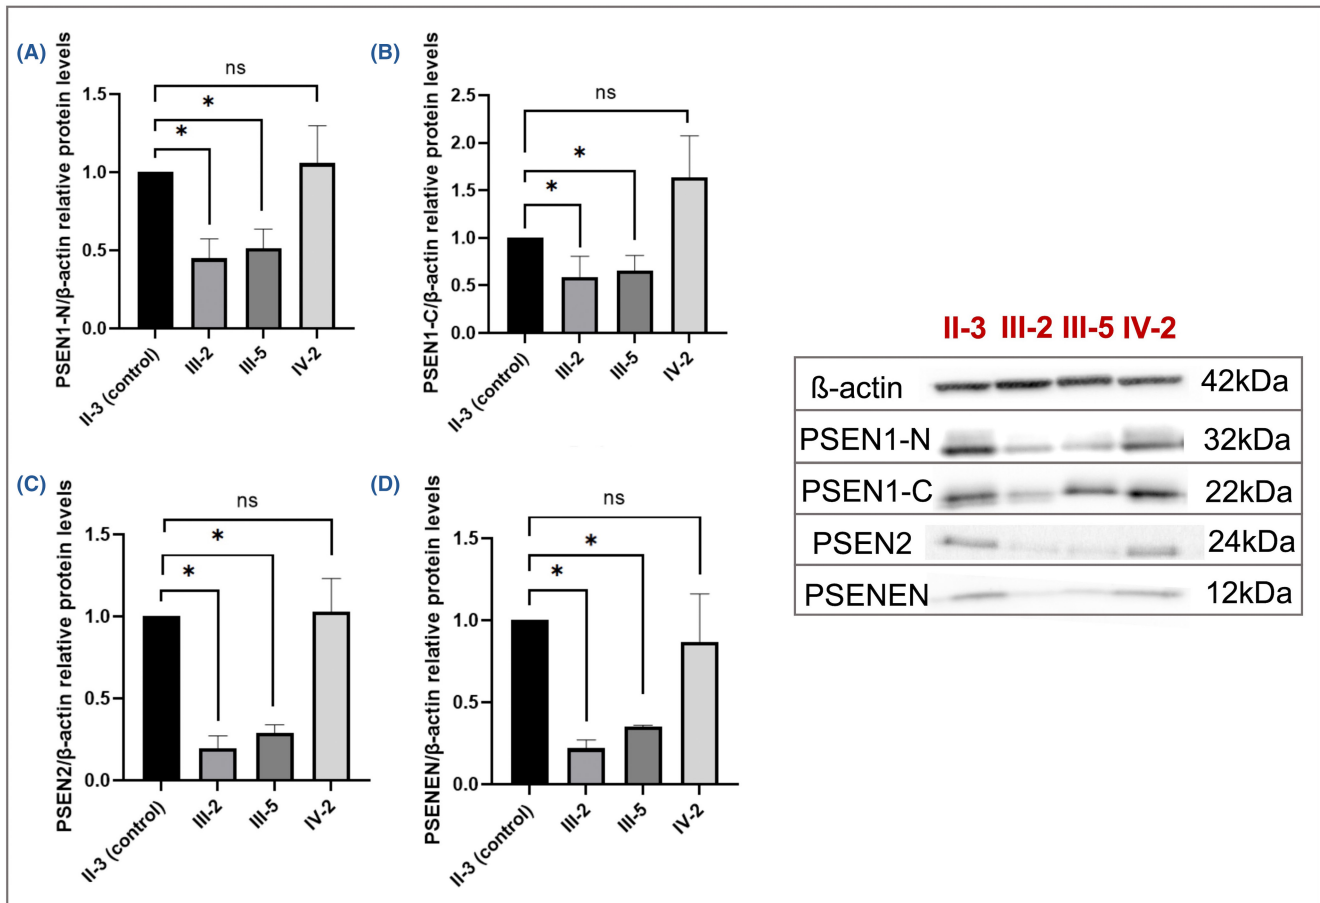 (A)
PSEN1-N/β-actin relative protein levels
ns
*
*
1.5
1.0
0.5
0.0
II-3 (control)
III-2
III-5
IV-2
(B)
PSEN1-C/β-actin relative protein levels
ns
*
*
2.5
2.0
1.5
1.0
0.5
0.0
II-3 (control)
III-2
III-5
IV-2
(C)
PSEN2/β-actin relative protein levels
ns
*
*
1.5
1.0
0.5
0.0
II-3 (control)
III-2
III-5
IV-2
(D)
PSENEN/β-actin relative protein levels
ns
*
*
1.5
1.0
0.5
0.0
II-3 (control)
III-2
III-5
IV-2
II-3 III-2 III-5 IV-2
ß-actin 42kDa
PSEN1-N 32kDa
PSEN1-C 22kDa
PSEN2 24kDa
PSENEN 12kDa